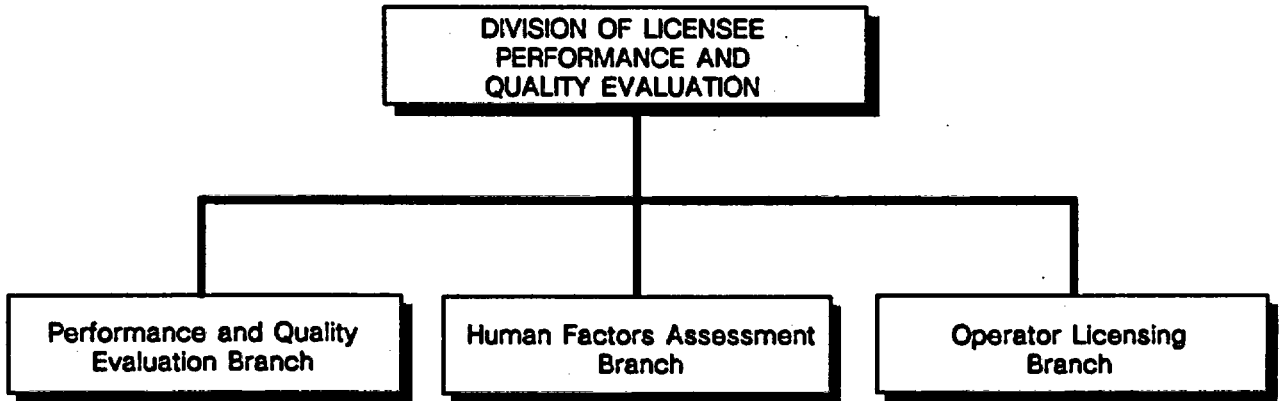 DIVISION OF LICENSEE
PERFORMANCE AND
QUALITY EVALUATION
Performance and Quality
Evaluation Branch
Human Factors Assessment
Branch
Operator Licensing
Branch